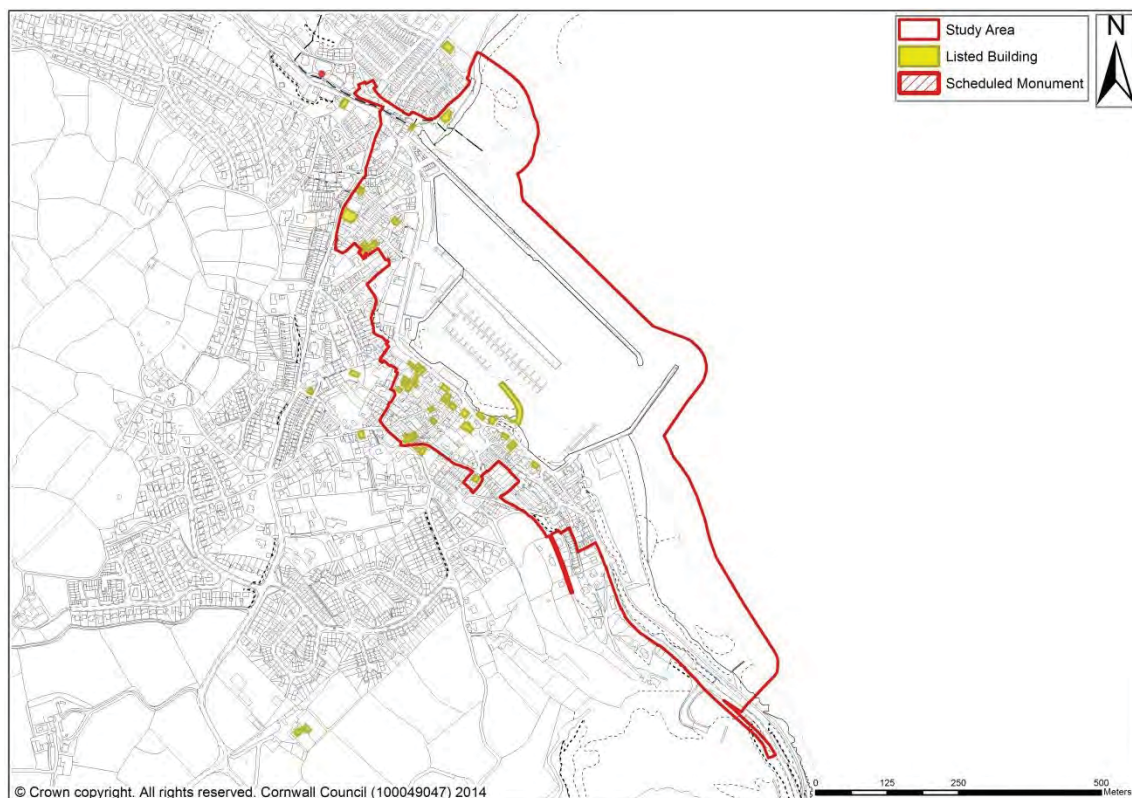 Study Area
Listed Building
Scheduled Monument
N
© Crown copyright. All rights reserved. Cornwall Council (100049047) 2014
0 125 250 500
Meters